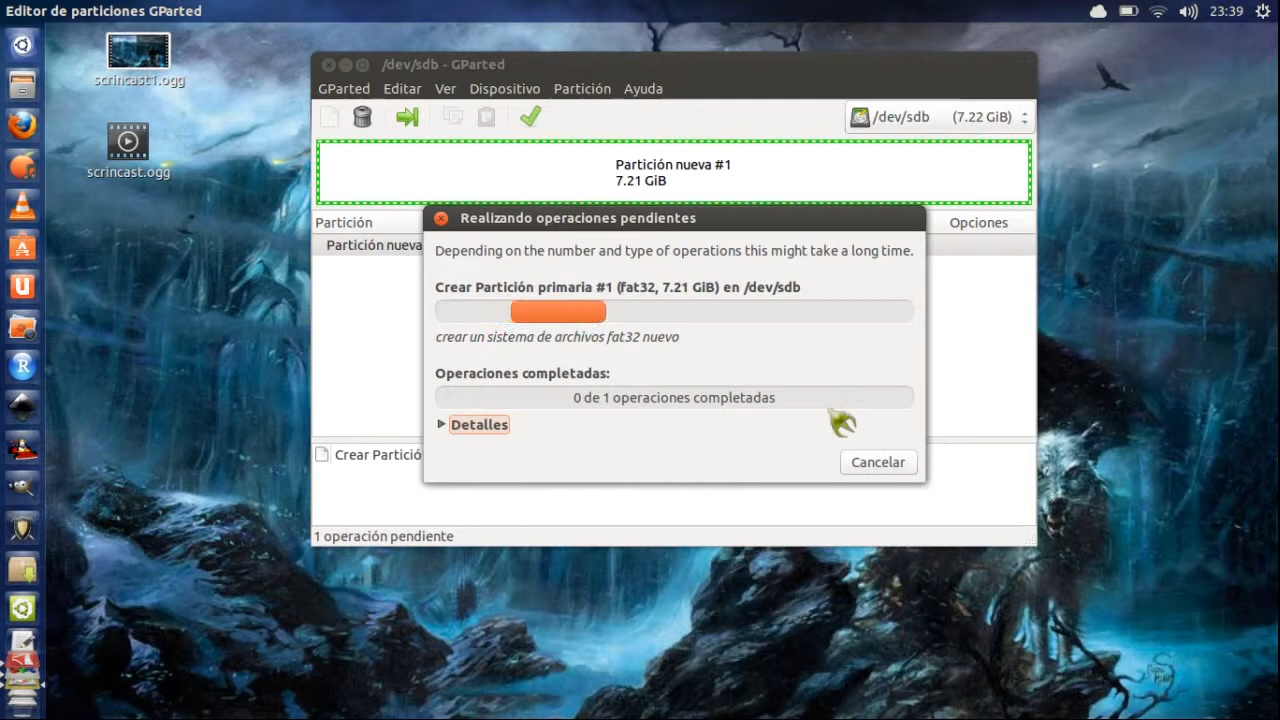 Editor de particiones GParted
23:39
scrincast1.ogg
scrincast.ogg
/dev/sdb - GParted
GParted Editar Ver Dispositivo Partición Ayuda
/dev/sdb (7.22 GiB)
Partición nueva #1
7.21 GiB
Partición
Opciones
Partición nueva
Realizando operaciones pendientes
Depending on the number and type of operations this might take a long time.
Crear Partición primaria #1 (fat32, 7.21 GiB) en /dev/sdb
crear un sistema de archivos fat32 nuevo
Operaciones completadas:
0 de 1 operaciones completadas
Detalles
Cancelar
Crear Partició
1 operación pendiente